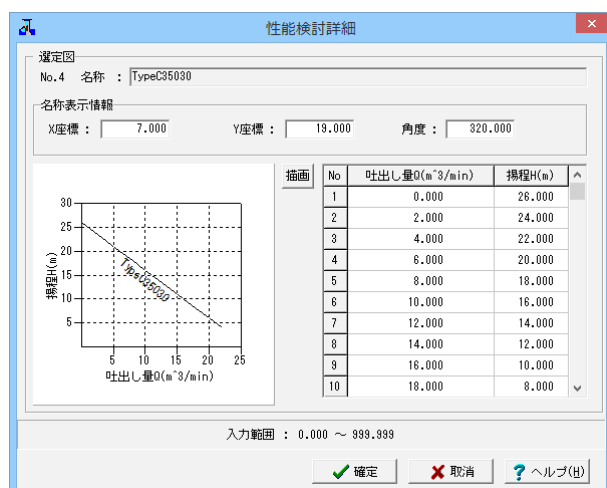 性能検討詳細
選定図
No.4 名称 : TypeC35030
名称表示情報
X座標 : 7.000 Y座標 : 19.000 角度 : 320.000
描画
揚程H(m)
30
25
20
15
10
5
TypeC35030
5 10 15 20 25
吐出し量Q(m^3/min)
No 吐出し量Q(m^3/min) 揚程H(m)
1 0.000 26.000
2 2.000 24.000
3 4.000 22.000
4 6.000 20.000
5 8.000 18.000
6 10.000 16.000
7 12.000 14.000
8 14.000 12.000
9 16.000 10.000
10 18.000 8.000
入力範囲 : 0.000 ～ 999.999
確定 取消 ヘルプ(H)